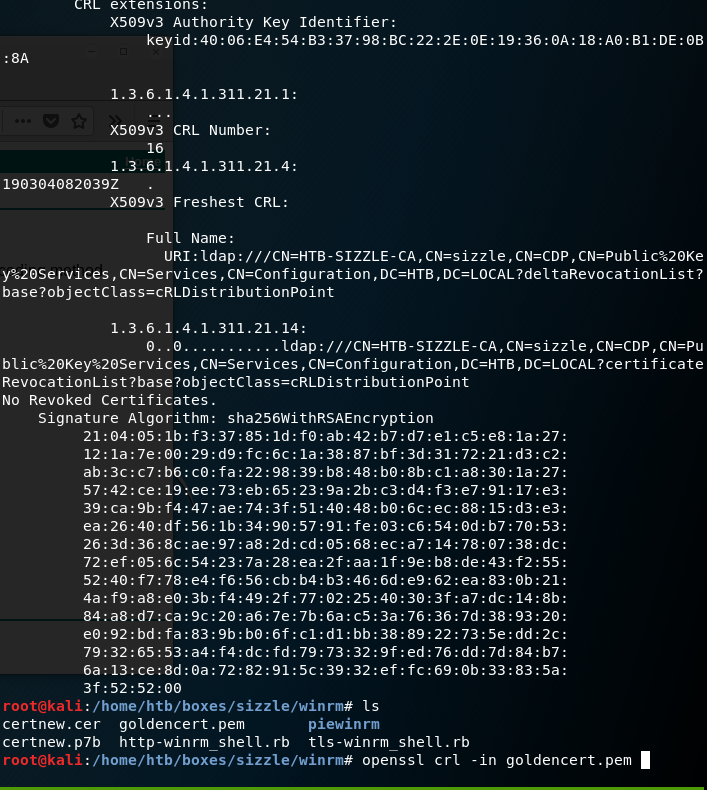 CRL extensions:
X509v3 Authority Key Identifier:
keyid:40:06:E4:54:B3:37:98:BC:22:2E:0E:19:36:0A:18:A0:B1:DE:0B
:8A
1.3.6.1.4.1.311.21.1:
...
X509v3 CRL Number:
16
1.3.6.1.4.1.311.21.4:
190304082039Z   .
X509v3 Freshest CRL:
Full Name:
URI:ldap:///CN=HTB-SIZZLE-CA,CN=sizzle,CN=CDP,CN=Public%20Ke
y%20Services,CN=Services,CN=Configuration,DC=HTB,DC=LOCAL?deltaRevocationList?
base?objectClass=cRLDistributionPoint
1.3.6.1.4.1.311.21.14:
0..0...........ldap:///CN=HTB-SIZZLE-CA,CN=sizzle,CN=CDP,CN=Pu
blic%20Key%20Services,CN=Services,CN=Configuration,DC=HTB,DC=LOCAL?certificate
RevocationList?base?objectClass=cRLDistributionPoint
No Revoked Certificates.
Signature Algorithm: sha256WithRSAEncryption
21:04:05:1b:f3:37:85:1d:f0:ab:42:b7:d7:e1:c5:e8:1a:27:
12:1a:7e:00:29:d9:fc:6c:1a:38:87:bf:3d:31:72:21:d3:c2:
ab:3c:c7:b6:c0:fa:22:98:39:b8:48:b0:8b:c1:a8:30:1a:27:
57:42:ce:19:ee:73:eb:65:23:9a:2b:c3:d4:f3:e7:91:17:e3:
39:ca:9b:f4:47:ae:74:3f:51:40:48:b0:6c:ec:88:15:d3:e3:
ea:26:40:df:56:1b:34:90:57:91:fe:03:c6:54:0d:b7:70:53:
26:3d:36:8c:ae:97:a8:2d:cd:05:68:ec:a7:14:78:07:38:dc:
72:ef:05:6c:54:23:7a:28:ea:2f:aa:1f:9e:b8:de:43:f2:55:
52:40:f7:78:e4:f6:56:cb:b4:b3:46:6d:e9:62:ea:83:0b:21:
4a:f9:a8:e0:3b:f4:49:2f:77:02:25:40:30:3f:a7:dc:14:8b:
84:a8:d7:ca:9c:20:a6:7e:7b:6a:c5:3a:76:36:7d:38:93:20:
e0:92:bd:fa:83:9b:b0:6f:c1:d1:bb:38:89:22:73:5e:dd:2c:
79:32:65:53:a4:f4:dc:fd:79:73:32:9f:ed:76:dd:7d:84:b7:
6a:13:ce:8d:0a:72:82:91:5c:39:32:ef:fc:69:0b:33:83:5a:
3f:52:52:00
root@kali:/home/htb/boxes/sizzle/winrm# ls
certnew.cer  goldencert.pem       piewinrm
certnew.p7b  http-winrm_shell.rb  tls-winrm_shell.rb
root@kali:/home/htb/boxes/sizzle/winrm# openssl crl -in goldencert.pem